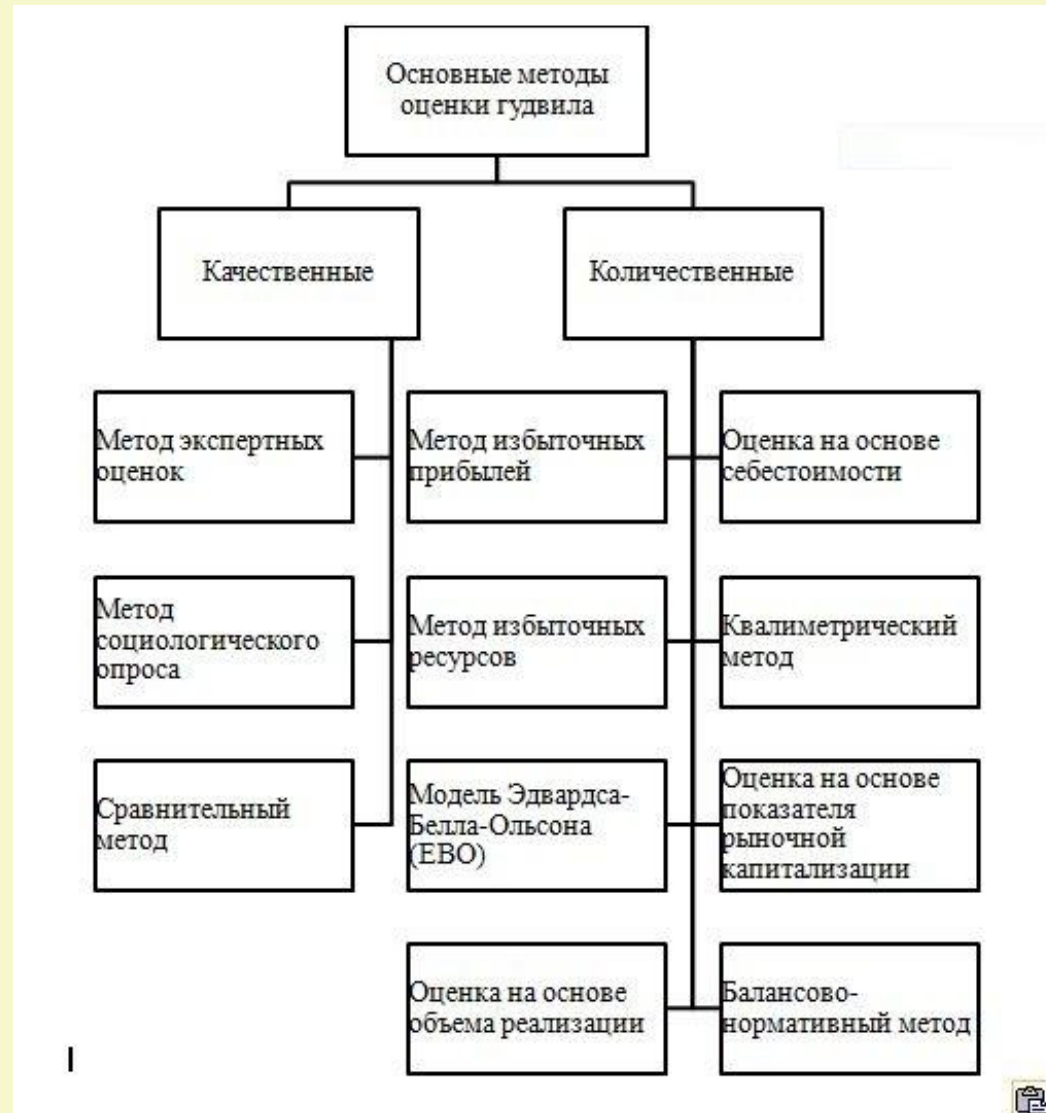 Основные методы
оценки гудвила
Качественные
Количественные
Метод экспертных
оценок
Метод избыточных
прибылей
Оценка на основе
себестоимости
Метод
социологического
опроса
Метод избыточных
ресурсов
Квалиметрический
метод
Сравнительный
метод
Модель Эдвардса-
Белла-Ольсона
(ЕВО)
Оценка на основе
показателя
рыночной
капитализации
Оценка на основе
объема реализации
Балансово-
нормативный метод